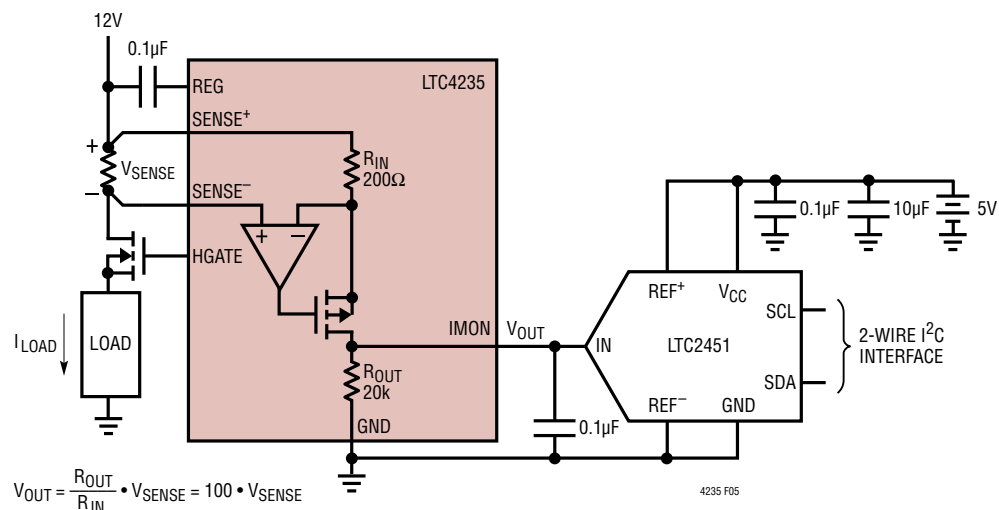 12V
0.1µF
REG
LTC4235
SENSE⁺
+
VSENSE
–
RIN
200Ω
SENSE⁻
+ –
HGATE
ILOAD
LOAD
IMON
VOUT
ROUT
20k
GND
0.1µF
0.1µF
10µF
5V
REF⁺
VCC
SCL
IN
LTC2451
2-WIRE I²C
INTERFACE
SDA
REF⁻
GND
VOUT = ROUT/RIN • VSENSE = 100 • VSENSE
4235 F05